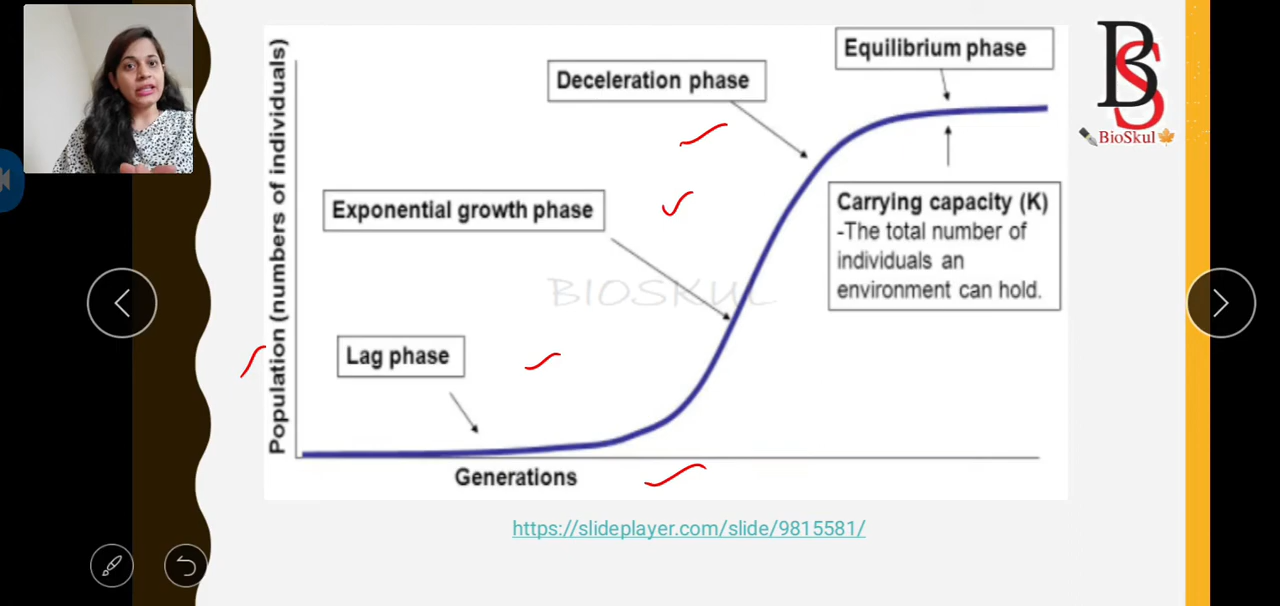 Equilibrium phase
Deceleration phase
Population (numbers of individuals)
Exponential growth phase
Carrying capacity (K)
-The total number of
individuals an
environment can hold.
BIOSKUL
Lag phase
Generations
https://slideplayer.com/slide/9815581/
BS
BioSkul